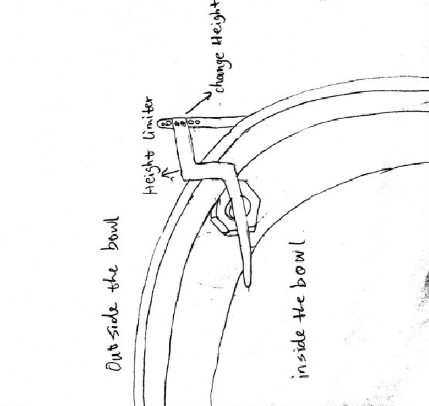 change Height
Height limiter
Outside the bowl
inside the bowl